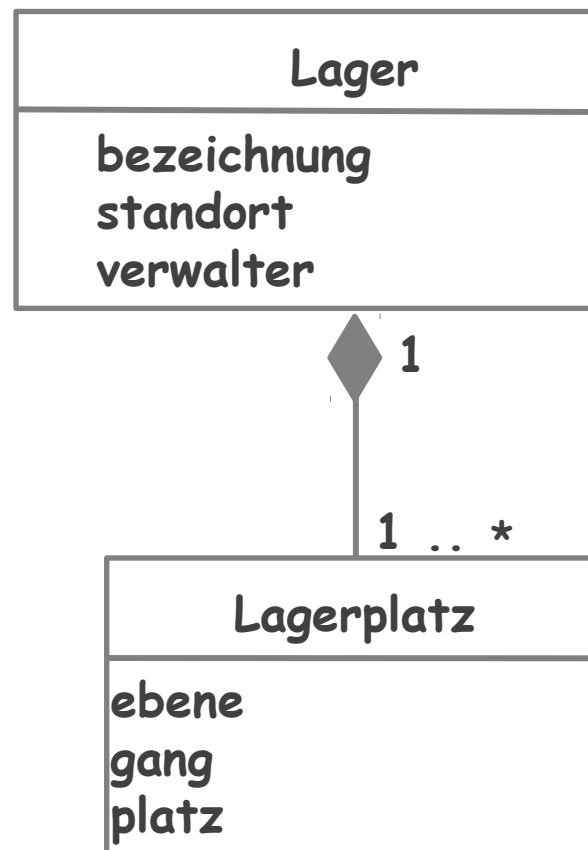 Lager
bezeichnung
standort
verwalter
1
1 .. *
Lagerplatz
ebene
gang
platz